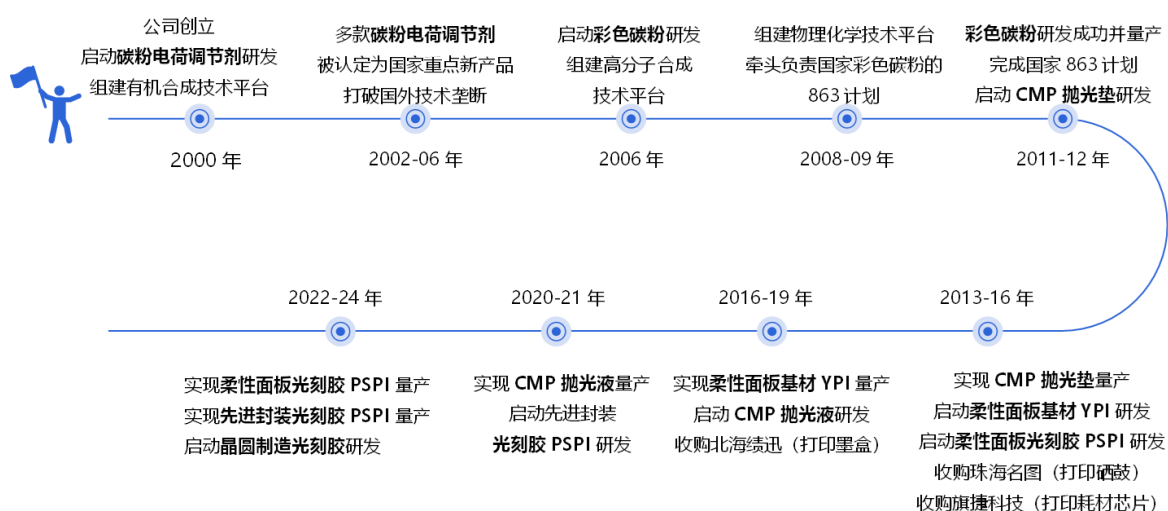 公司创立
启动碳粉电荷调节剂研发
组建有机合成技术平台
2000 年
多款碳粉电荷调节剂
被认定为国家重点新产品
打破国外技术垄断
2002-06 年
启动彩色碳粉研发
组建高分子合成
技术平台
2006 年
组建物理化学技术平台
牵头负责国家彩色碳粉的
863 计划
2008-09 年
彩色碳粉研发成功并量产
完成国家 863 计划
启动 CMP 抛光垫研发
2011-12 年
2013-16 年
实现 CMP 抛光垫量产
启动柔性面板基材 YPI 研发
启动柔性面板光刻胶 PSPI 研发
收购珠海名图（打印硒鼓）
收购旗捷科技（打印耗材芯片）
2016-19 年
实现柔性面板基材 YPI 量产
启动 CMP 抛光液研发
收购北海绩迅（打印墨盒）
2020-21 年
实现 CMP 抛光液量产
启动先进封装
光刻胶 PSPI 研发
2022-24 年
实现柔性面板光刻胶 PSPI 量产
实现先进封装光刻胶 PSPI 量产
启动晶圆制造光刻胶研发